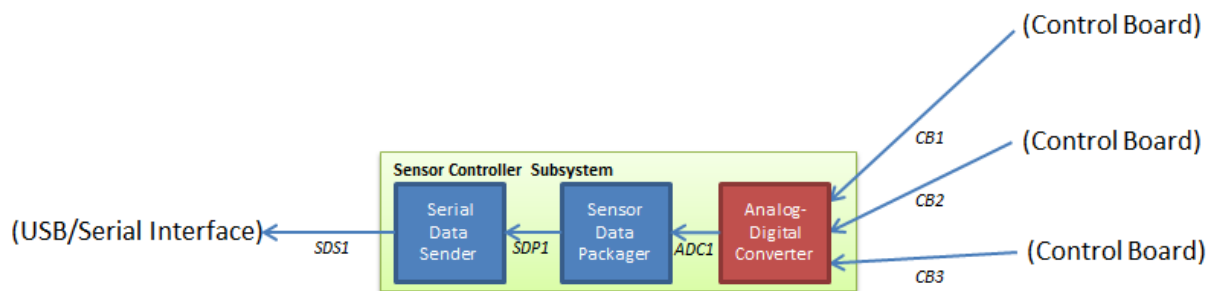 (Control Board)
CB1
(Control Board)
Sensor Controller Subsystem
CB2
Serial
Data
Sender
Sensor
Data
Packager
Analog-
Digital
Converter
(USB/Serial Interface)
SDS1
SDP1
ADC1
(Control Board)
CB3